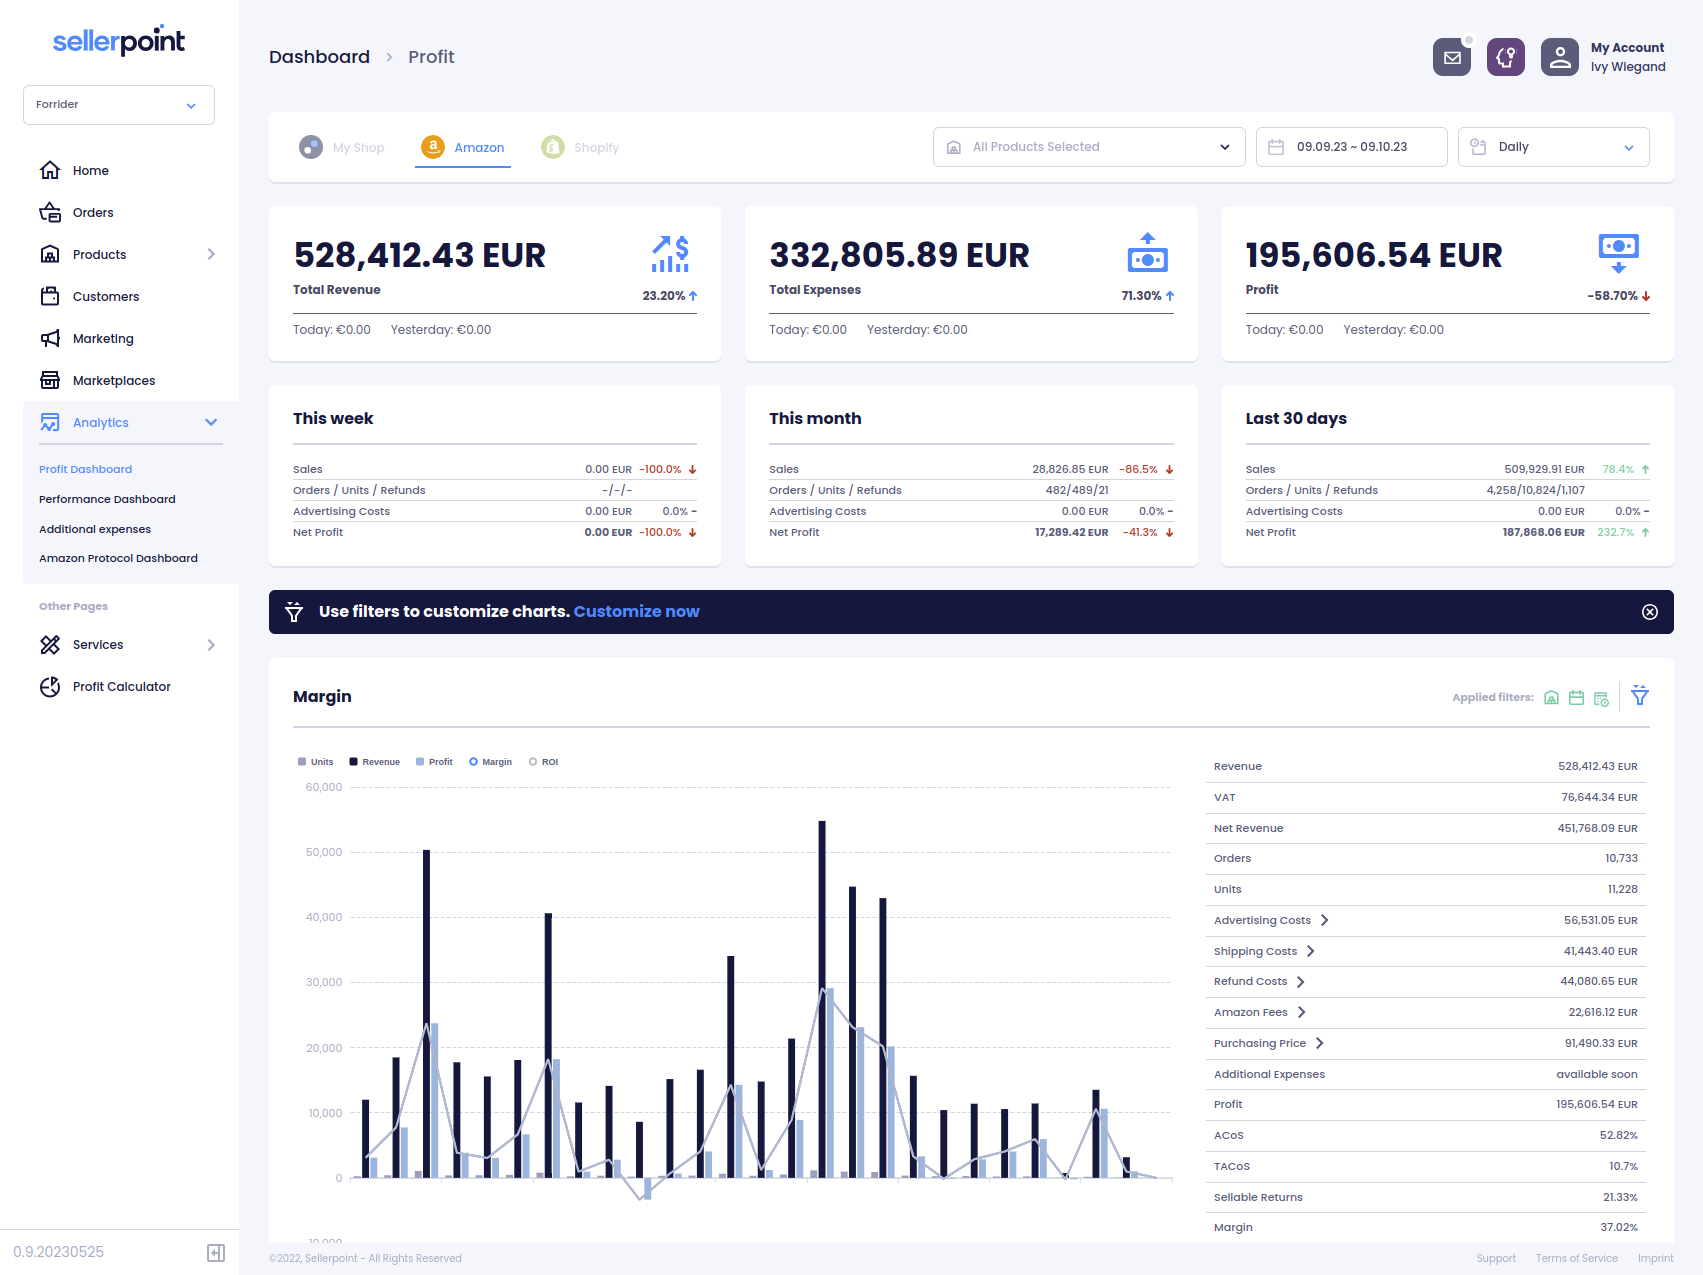 sellerpoint
Forrider
Home
Orders
Products
Customers
Marketing
Marketplaces
Analytics
Profit Dashboard
Performance Dashboard
Additional expenses
Amazon Protocol Dashboard
Other Pages
Services
Profit Calculator
0.9.20230525
Dashboard > Profit
My Account
Ivy Wiegand
My Shop Amazon Shopify
All Products Selected 09.09.23 ~ 09.10.23 Daily
528,412.43 EUR
Total Revenue
23.20%
Today: €0.00 Yesterday: €0.00
332,805.89 EUR
Total Expenses
71.30%
Today: €0.00 Yesterday: €0.00
195,606.54 EUR
Profit
-58.70%
Today: €0.00 Yesterday: €0.00
This week
Sales 0.00 EUR -100.0%
Orders / Units / Refunds -/-/-
Advertising Costs 0.00 EUR 0.0% -
Net Profit 0.00 EUR -100.0%
This month
Sales 28,826.85 EUR -86.5%
Orders / Units / Refunds 482/489/21
Advertising Costs 0.00 EUR 0.0% -
Net Profit 17,289.42 EUR -41.3%
Last 30 days
Sales 509,929.91 EUR 78.4%
Orders / Units / Refunds 4,258/10,824/1,107
Advertising Costs 0.00 EUR 0.0% -
Net Profit 187,868.06 EUR 232.7%
Use filters to customize charts. Customize now
Margin
Applied filters:
Units Revenue Profit Margin ROI
60,000
50,000
40,000
30,000
20,000
10,000
0
Revenue 528,412.43 EUR
VAT 76,644.34 EUR
Net Revenue 451,768.09 EUR
Orders 10,733
Units 11,228
Advertising Costs 56,531.05 EUR
Shipping Costs 41,443.40 EUR
Refund Costs 44,080.65 EUR
Amazon Fees 22,616.12 EUR
Purchasing Price 91,490.33 EUR
Additional Expenses available soon
Profit 195,606.54 EUR
ACoS 52.82%
TACoS 10.7%
Sellable Returns 21.33%
Margin 37.02%
©2022, Sellerpoint - All Rights Reserved
Support Terms of Service Imprint